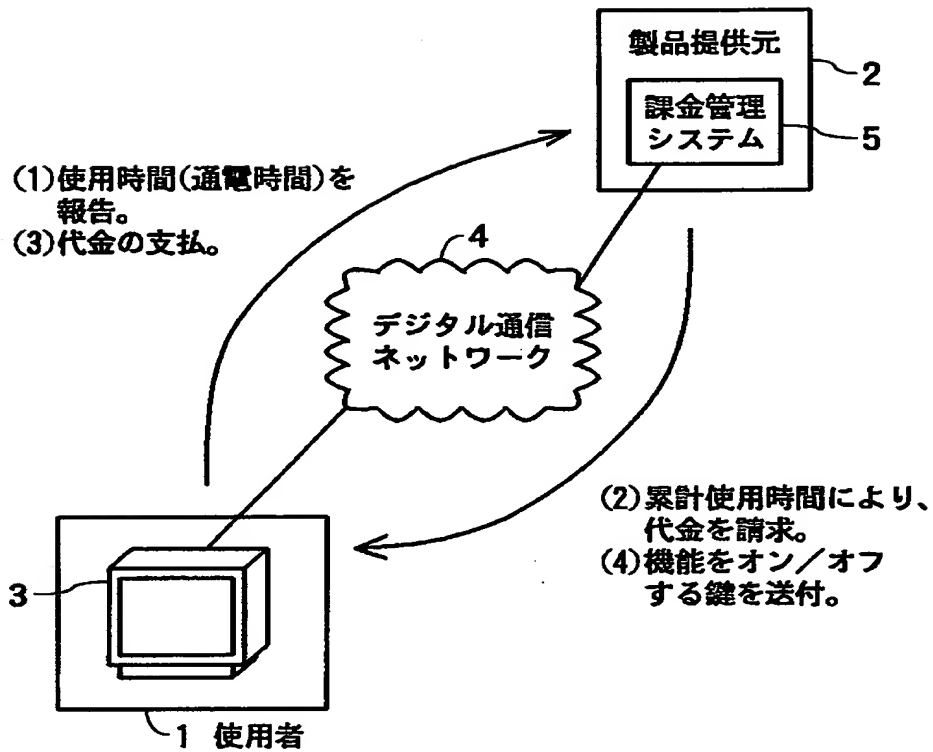 製品提供元
2
課金管理
システム
5
(1)使用時間(通電時間)を
報告。
(3)代金の支払。
4
デジタル通信
ネットワーク
(2)累計使用時間により、
代金を請求。
(4)機能をオン／オフ
する鍵を送付。
3
1 使用者